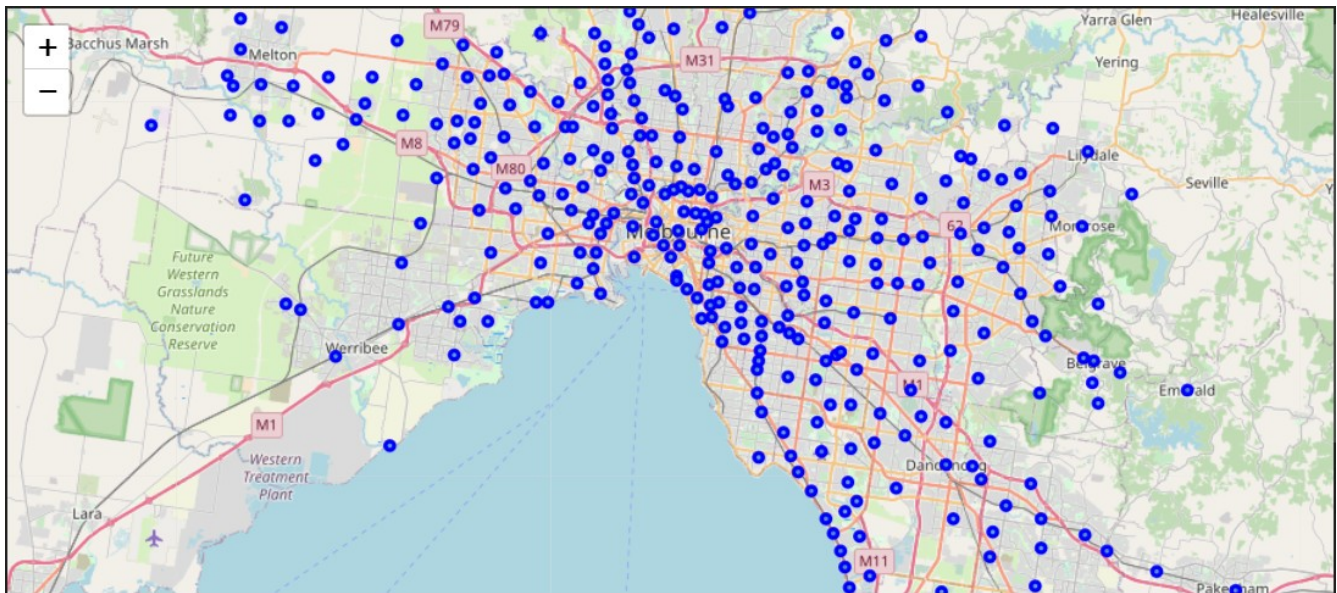 Yarra Glen
Healesville
M79
+
Bacchus Marsh
Melton
M31
Yering
−
M8
Lilydale
M80
M3
Seville
62
Montrose
Melbourne
Future
Western
Grasslands
Nature
Conservation
Reserve
Werribee
Belgrave
M1
Emerald
M1
Western
Treatment
Plant
Dandenong
Lara
M11
Pakenham